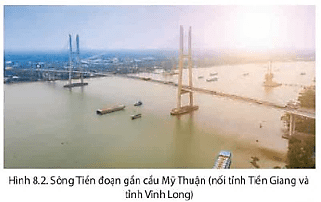 Hình 8.2. Sông Tiền đoạn gần cầu Mỹ Thuận (nối tỉnh Tiền Giang và
tỉnh Vĩnh Long)